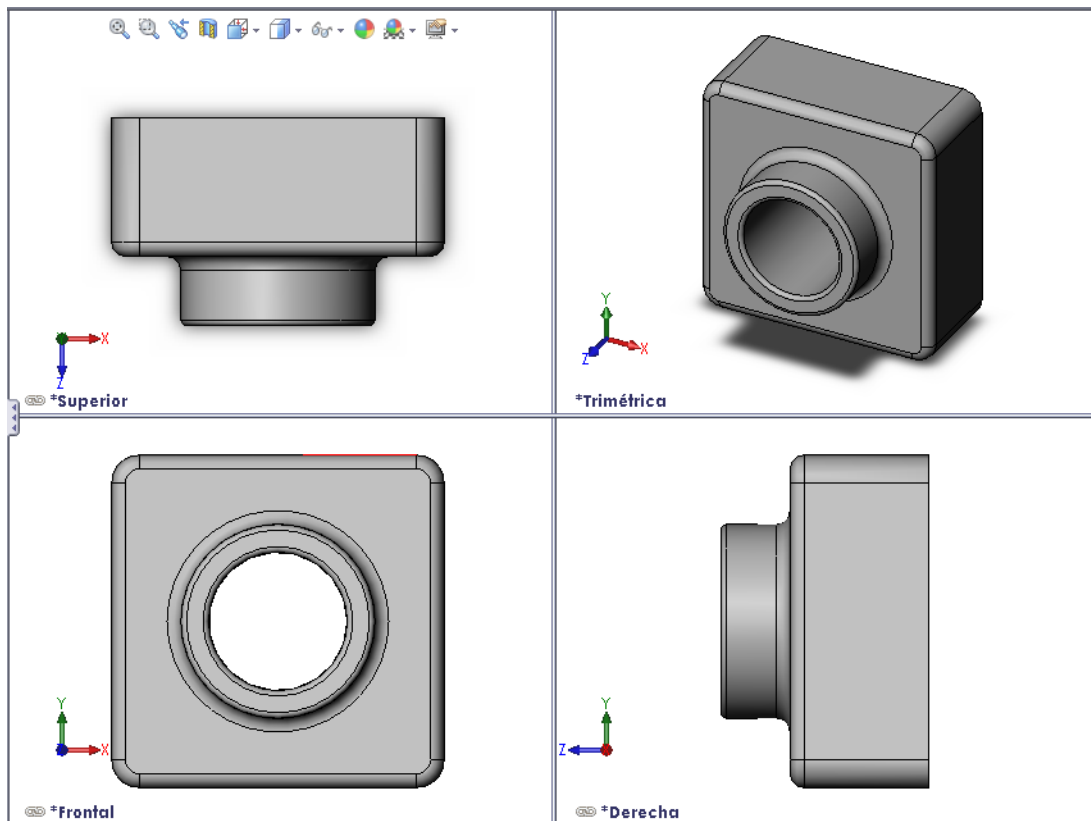 X
Z
*Superior
Y
Z
X
*Trimétrica
Y
Z
X
*Frontal
Y
Z
*Derecha